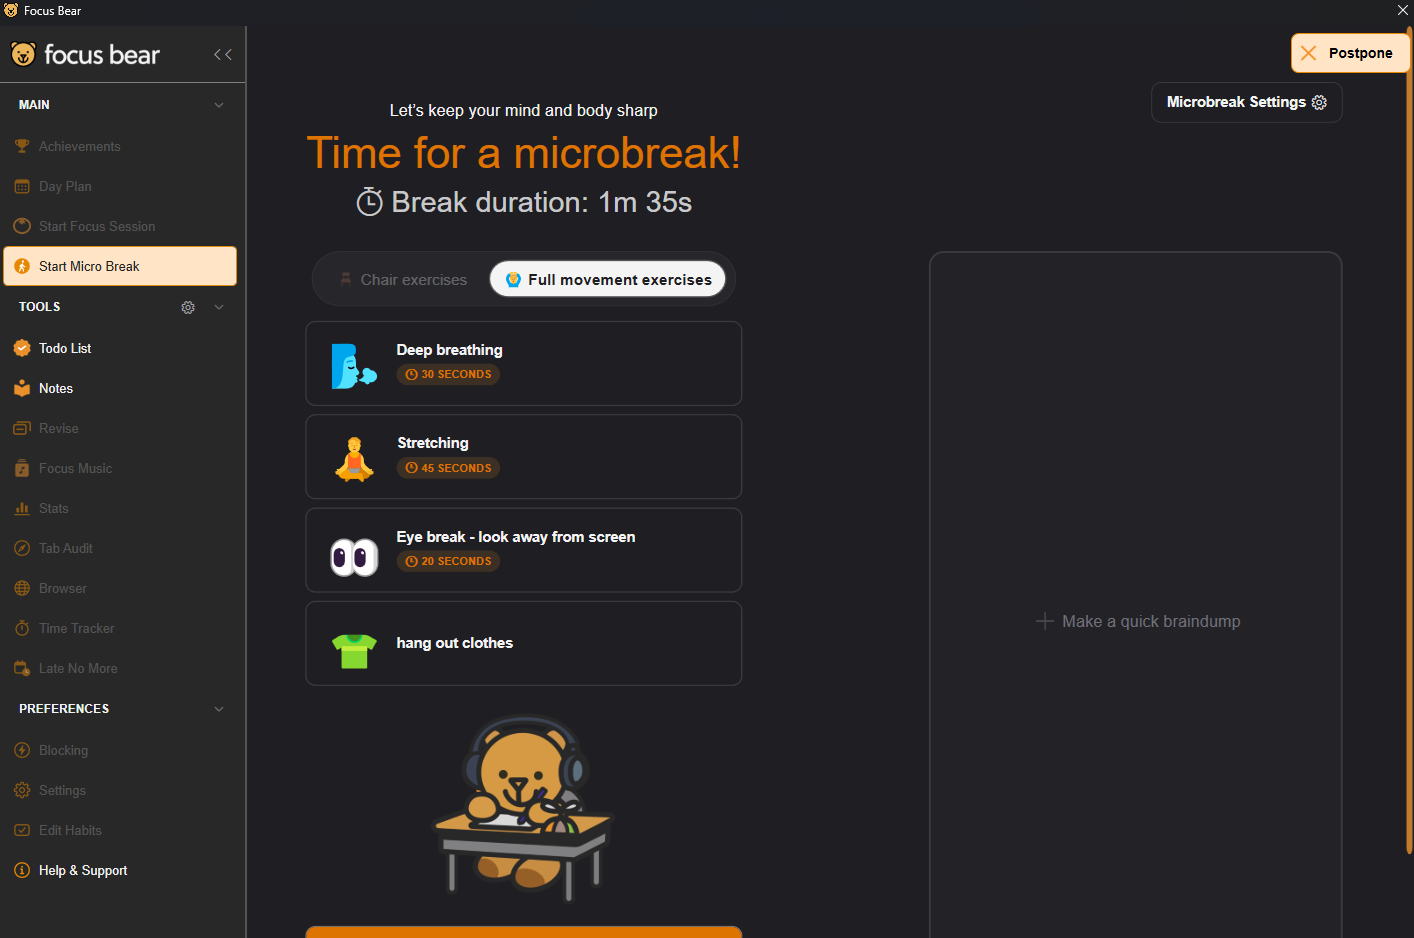 Focus Bear
focus bear
MAIN
Achievements
Day Plan
Start Focus Session
Start Micro Break
TOOLS
Todo List
Notes
Revise
Focus Music
Stats
Tab Audit
Browser
Time Tracker
Late No More
PREFERENCES
Blocking
Settings
Edit Habits
Help & Support
Postpone
Microbreak Settings
Let's keep your mind and body sharp
Time for a microbreak!
Break duration: 1m 35s
Chair exercises
Full movement exercises
Deep breathing
30 SECONDS
Stretching
45 SECONDS
Eye break - look away from screen
20 SECONDS
hang out clothes
Make a quick braindump